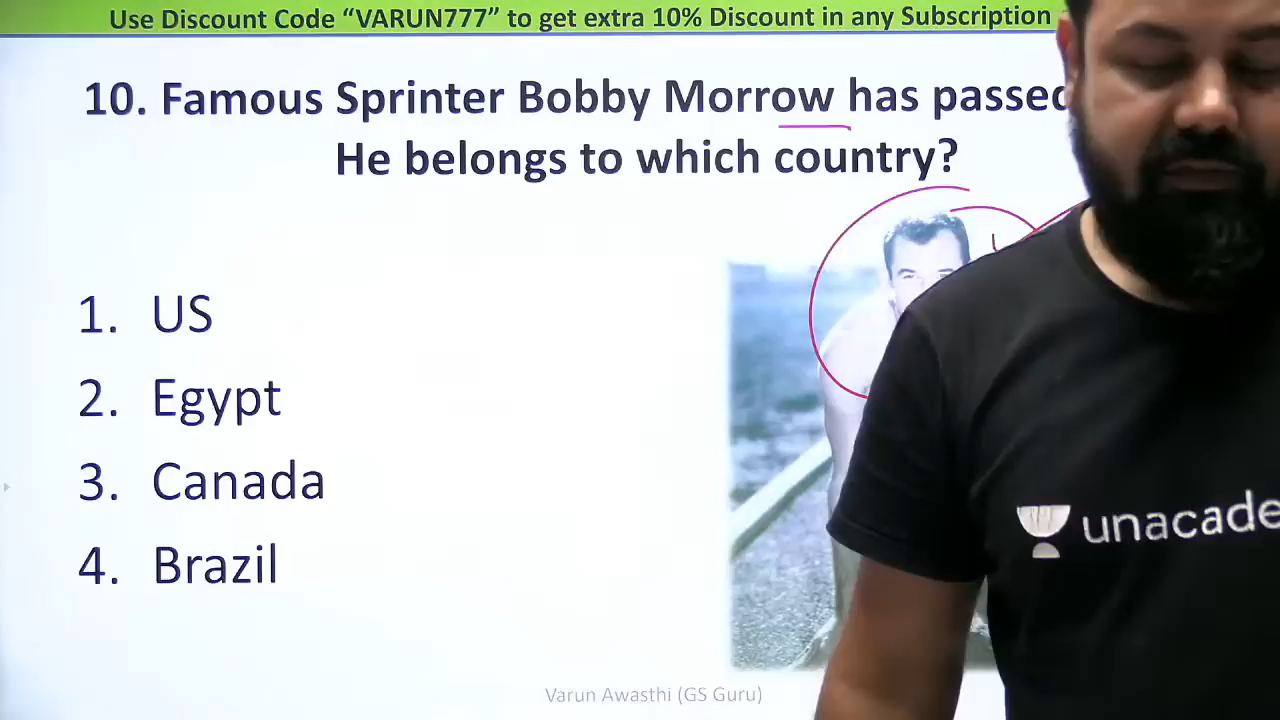 Use Discount Code “VARUN777” to get extra 10% Discount in any Subscription
10. Famous Sprinter Bobby Morrow has passed
He belongs to which country?
1. US
2. Egypt
3. Canada
4. Brazil
unacade
Varun Awasthi (GS Guru)